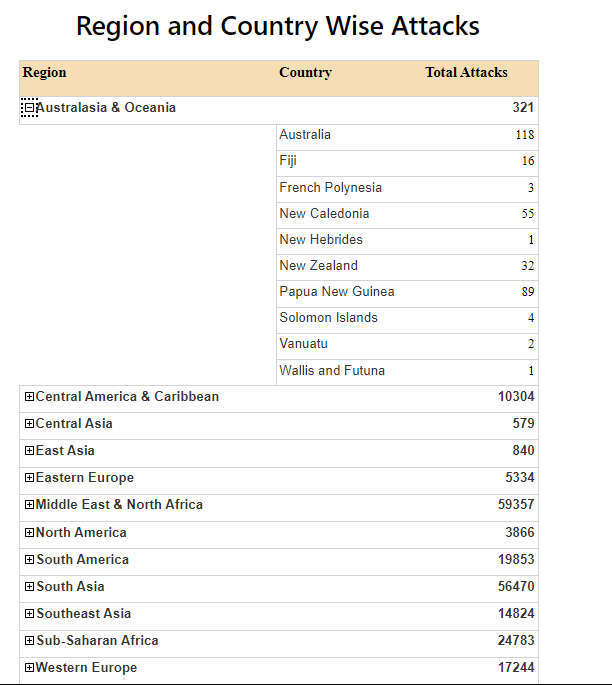 Region and Country Wise Attacks
Region Country Total Attacks
Australasia & Oceania 321
Australia 118
Fiji 16
French Polynesia 3
New Caledonia 55
New Hebrides 1
New Zealand 32
Papua New Guinea 89
Solomon Islands 4
Vanuatu 2
Wallis and Futuna 1
Central America & Caribbean 10304
Central Asia 579
East Asia 840
Eastern Europe 5334
Middle East & North Africa 59357
North America 3866
South America 19853
South Asia 56470
Southeast Asia 14824
Sub-Saharan Africa 24783
Western Europe 17244